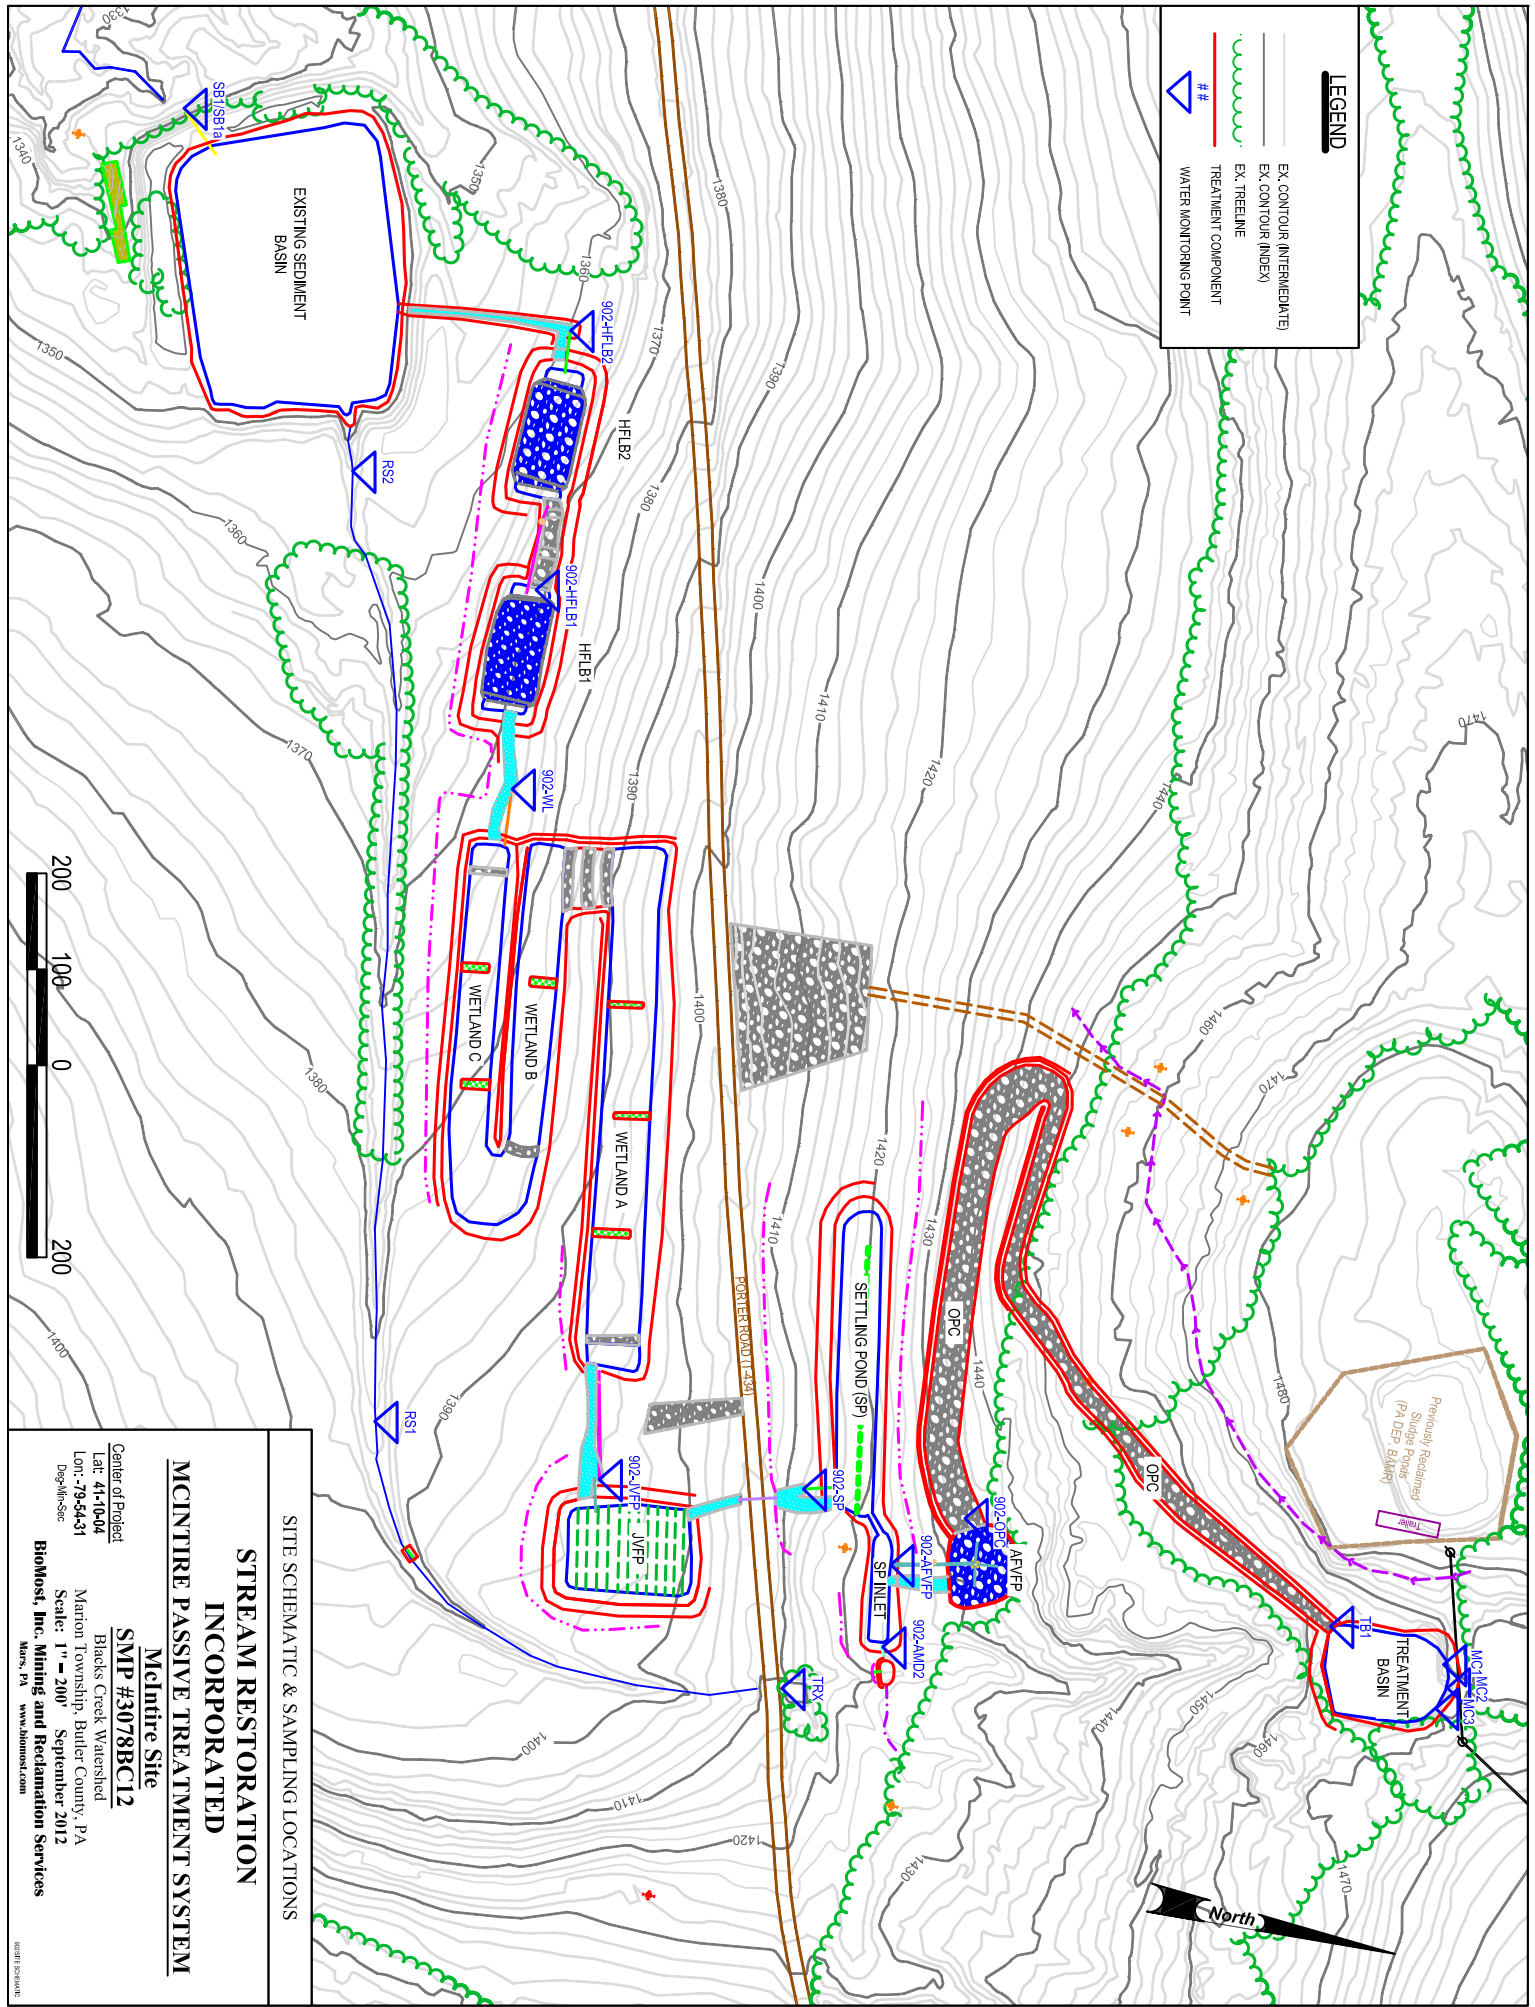 LEGEND
EX. CONTOUR (INTERMEDIATE)
EX. CONTOUR (INDEX)
EX. TREELINE
TREATMENT COMPONENT
##
WATER MONITORING POINT
Previously Reclaimed
Sludge Ponds
(PA DEP, BAMR)
Trailer
MC1
MC2
MC3
TB1
TREATMENT
BASIN
OPC
OPC
902-OPC
AFVFP
902-AFVFP
SP INLET
902-AMD2
SETTLING POND (SP)
902-SP
TRX
PORTER ROAD (T-434)
JVFP
902-JVFP
WETLAND A
WETLAND B
WETLAND C
902-WL
HFLB1
902-HFLB1
HFLB2
902-HFLB2
EXISTING SEDIMENT
BASIN
SB1/SB1a
RS2
RS1
1330
1340
1350
1350
1350
1360
1360
1370
1370
1380
1380
1380
1390
1390
1390
1400
1400
1400
1400
1410
1410
1410
1420
1420
1420
1430
1430
1440
1440
1440
1450
1460
1460
1470
1470
1470
1480
North
200
100
0
200
SITE SCHEMATIC & SAMPLING LOCATIONS
STREAM RESTORATION
INCORPORATED
MCINTIRE PASSIVE TREATMENT SYSTEM
McIntire Site
SMP #3078BC12
Blacks Creek Watershed
Marion Township, Butler County, PA
Scale: 1" = 200' September 2012
BioMost, Inc. Mining and Reclamation Services
Mars, PA www.biomost.com
Center of Project
Lat: 41-10-04
Lon: -79-54-31
Deg-Min-Sec
902SITE SCHEMATIC